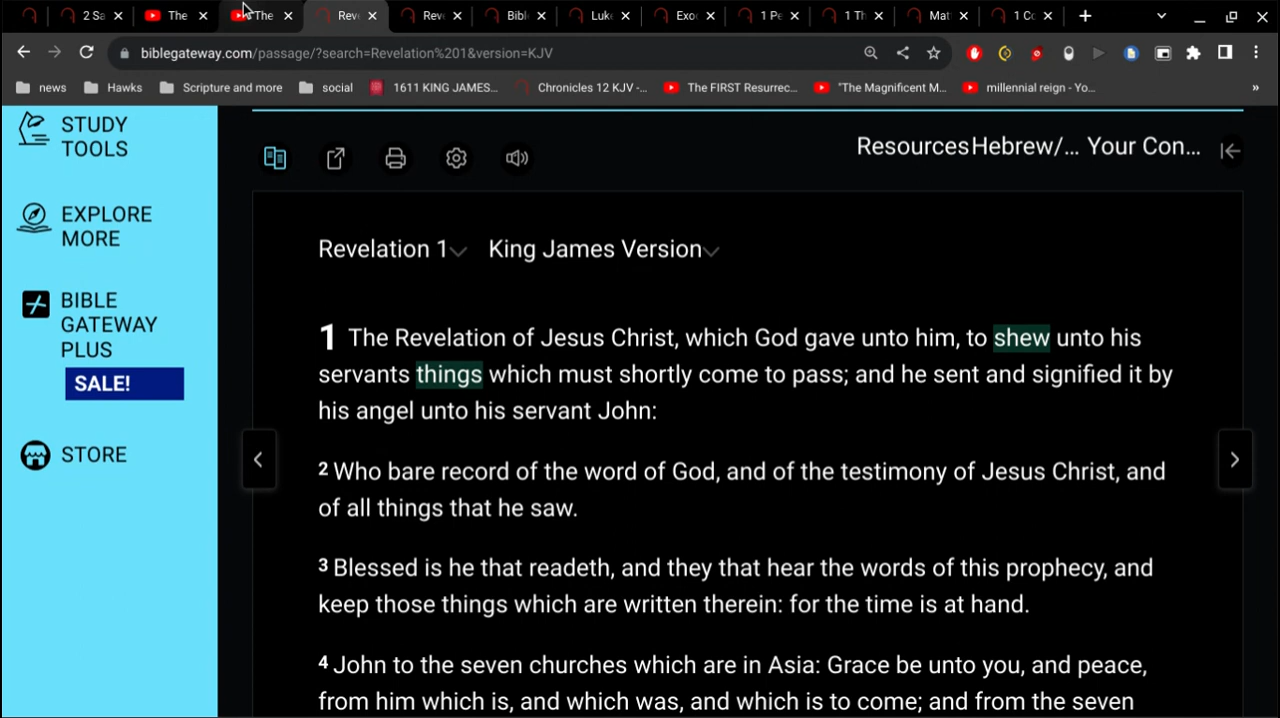 2 Sa The The Reve Reve Bibl Luke Exo 1 Pe 1 Th Mat 1 Co
biblegateway.com/passage/?search=Revelation%201&version=KJV
news Hawks Scripture and more social 1611 KING JAMES... Chronicles 12 KJV -... The FIRST Resurrec... "The Magnificent M... millennial reign - Yo... »
STUDY
TOOLS
EXPLORE
MORE
BIBLE
GATEWAY
PLUS
SALE!
STORE
Resources Hebrew/... Your Con...
Revelation 1 King James Version
1 The Revelation of Jesus Christ, which God gave unto him, to shew unto his
servants things which must shortly come to pass; and he sent and signified it by
his angel unto his servant John:
2 Who bare record of the word of God, and of the testimony of Jesus Christ, and
of all things that he saw.
3 Blessed is he that readeth, and they that hear the words of this prophecy, and
keep those things which are written therein: for the time is at hand.
4 John to the seven churches which are in Asia: Grace be unto you, and peace,
from him which is, and which was, and which is to come; and from the seven